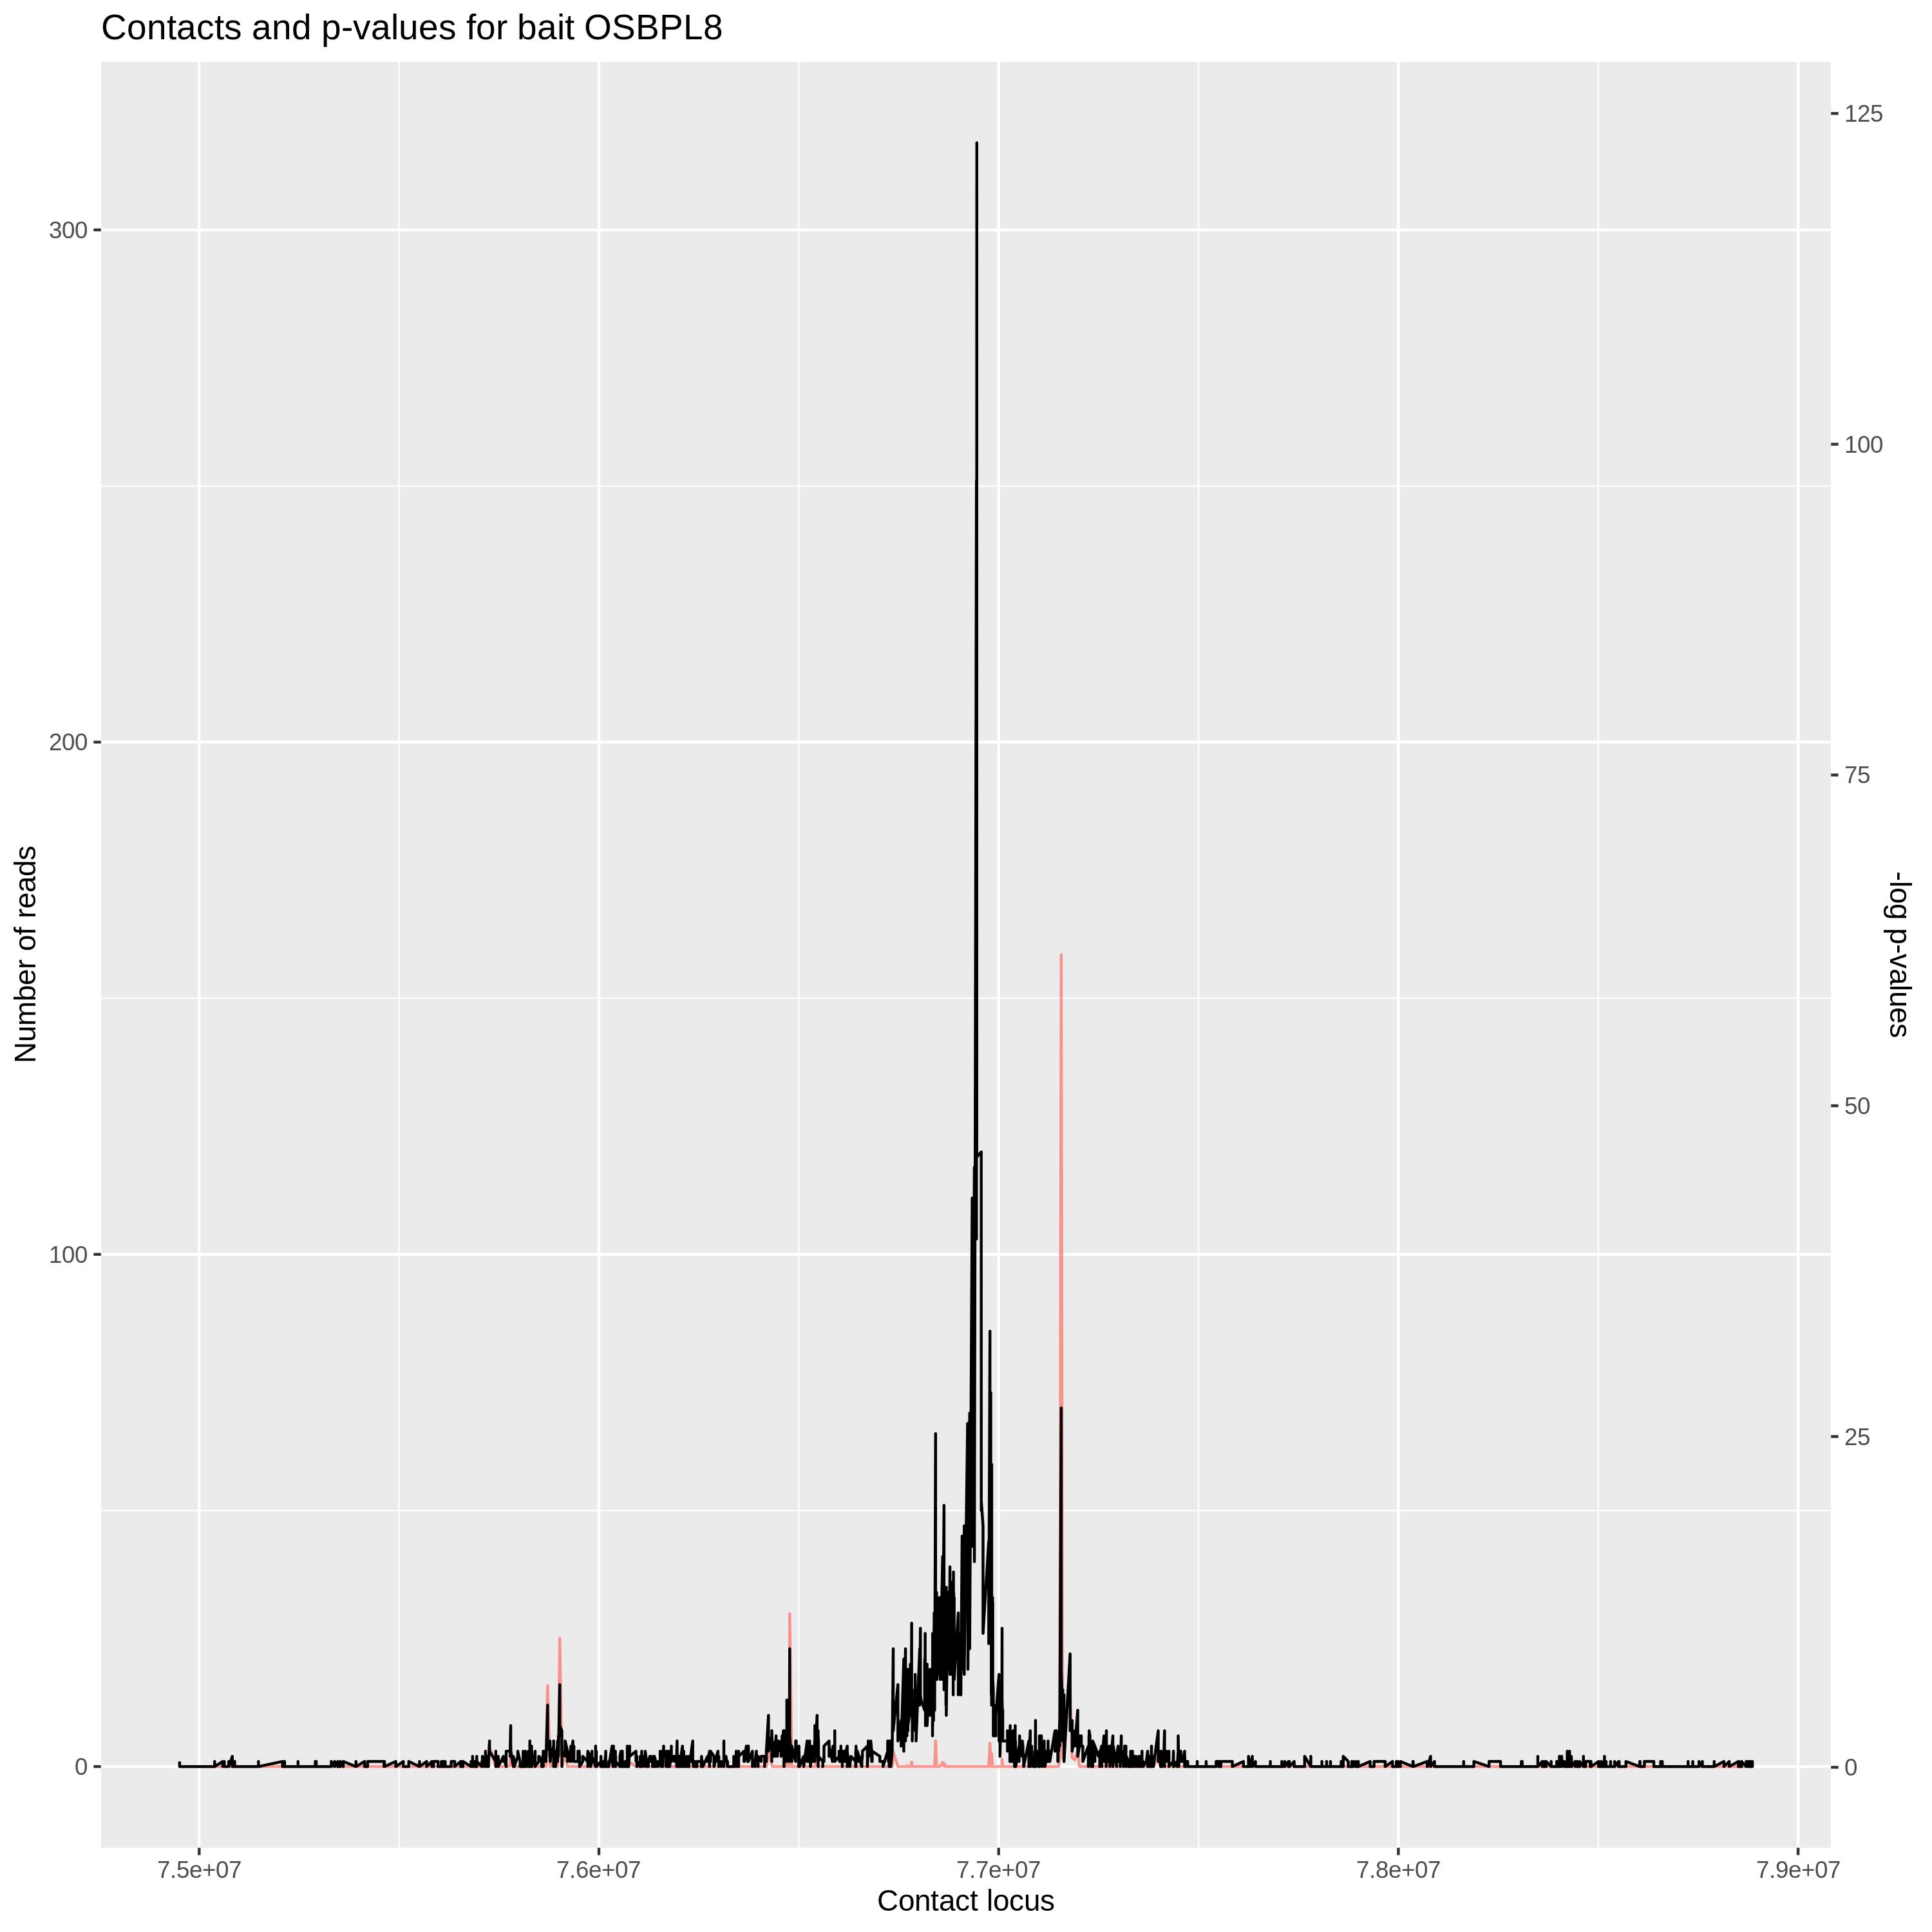 Contacts and p-values for bait OSBPL8
Number of reads
300
200
100
0
125
100
75
50
25
0
-log p-values
7.5e+07
7.6e+07
7.7e+07
7.8e+07
7.9e+07
Contact locus